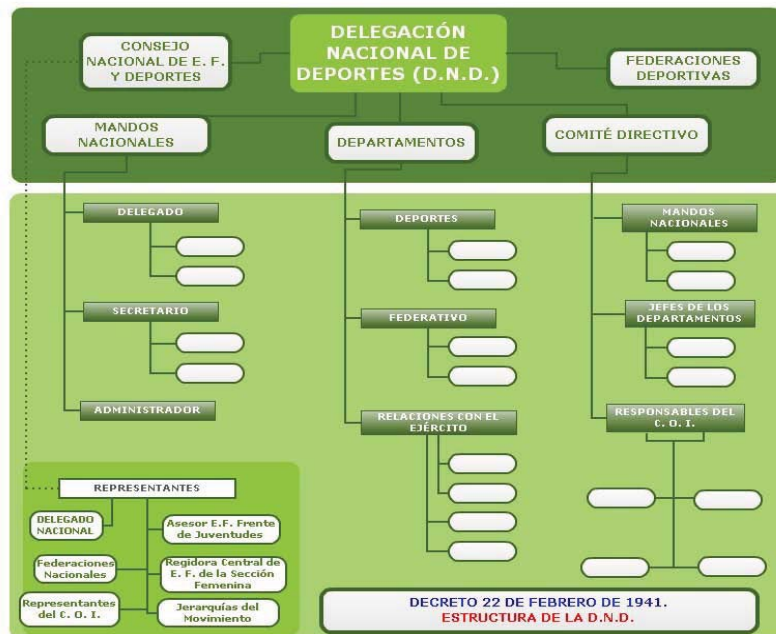 CONSEJO
NACIONAL DE E. F.
Y DEPORTES
DELEGACIÓN
NACIONAL DE
DEPORTES (D.N.D.)
FEDERACIONES
DEPORTIVAS
MANDOS
NACIONALES
DEPARTAMENTOS
COMITÉ DIRECTIVO
DELEGADO
SECRETARIO
ADMINISTRADOR
DEPORTES
FEDERATIVO
RELACIONES CON EL
EJÉRCITO
MANDOS
NACIONALES
JEFES DE LOS
DEPARTAMENTOS
RESPONSABLES DEL
C. O. I.
REPRESENTANTES
DELEGADO
NACIONAL
Asesor E.F. Frente
de Juventudes
Federaciones
Nacionales
Regidora Central de
E. F. de la Sección
Femenina
Representantes
del C. O. I.
Jerarquías del
Movimiento
DECRETO 22 DE FEBRERO DE 1941.
ESTRUCTURA DE LA D.N.D.